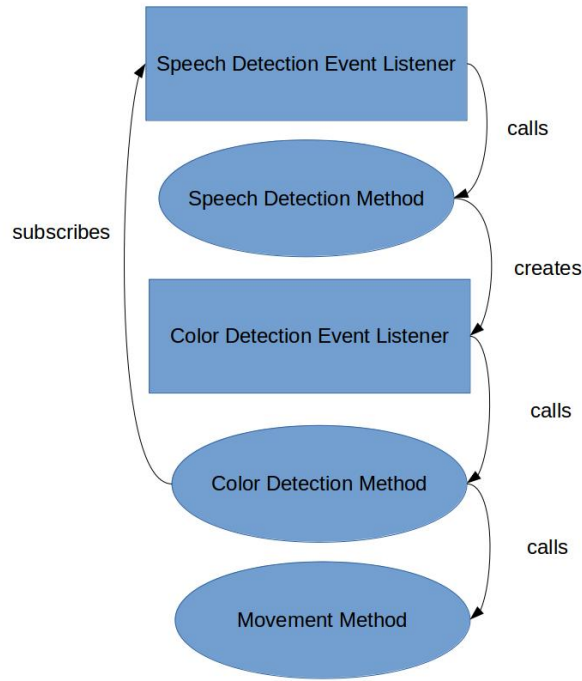 Speech Detection Event Listener
calls
Speech Detection Method
subscribes
creates
Color Detection Event Listener
calls
Color Detection Method
calls
Movement Method